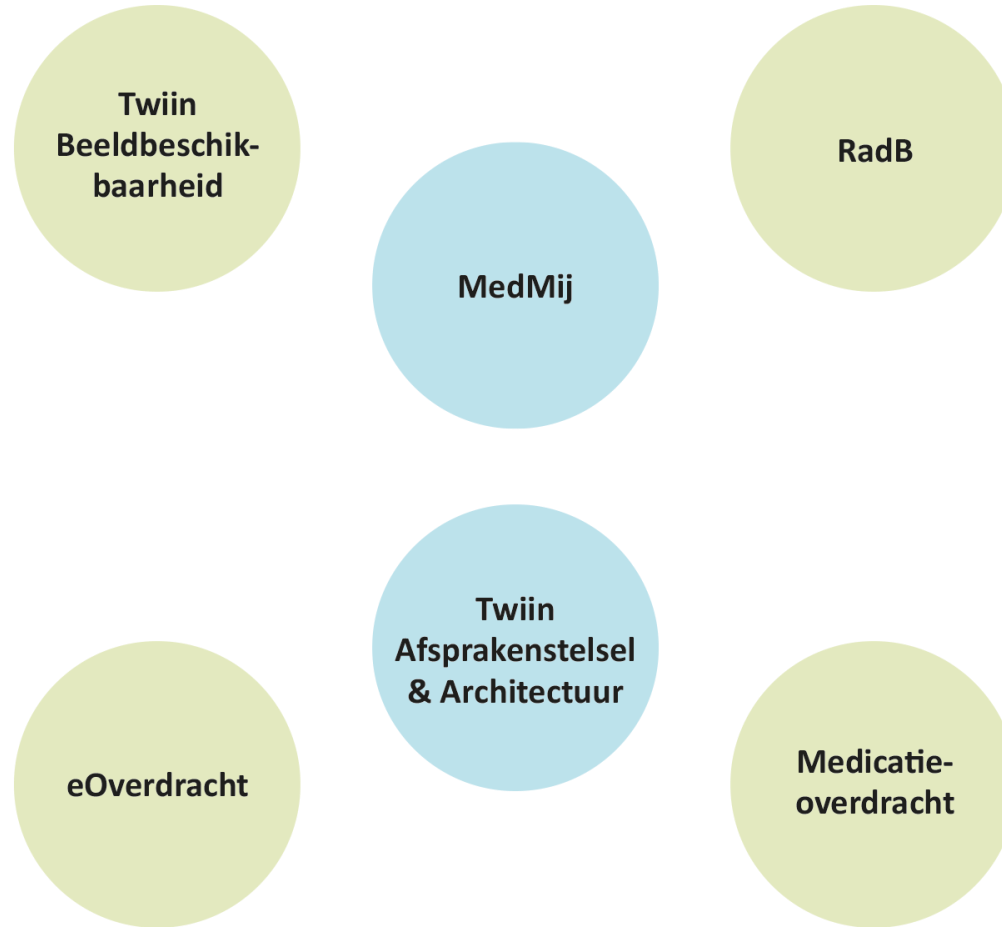 Twiin
Beeldbeschik-
baarheid
RadB
MedMij
Twiin
Afsprakenstelsel
& Architectuur
eOverdracht
Medicatie-
overdracht